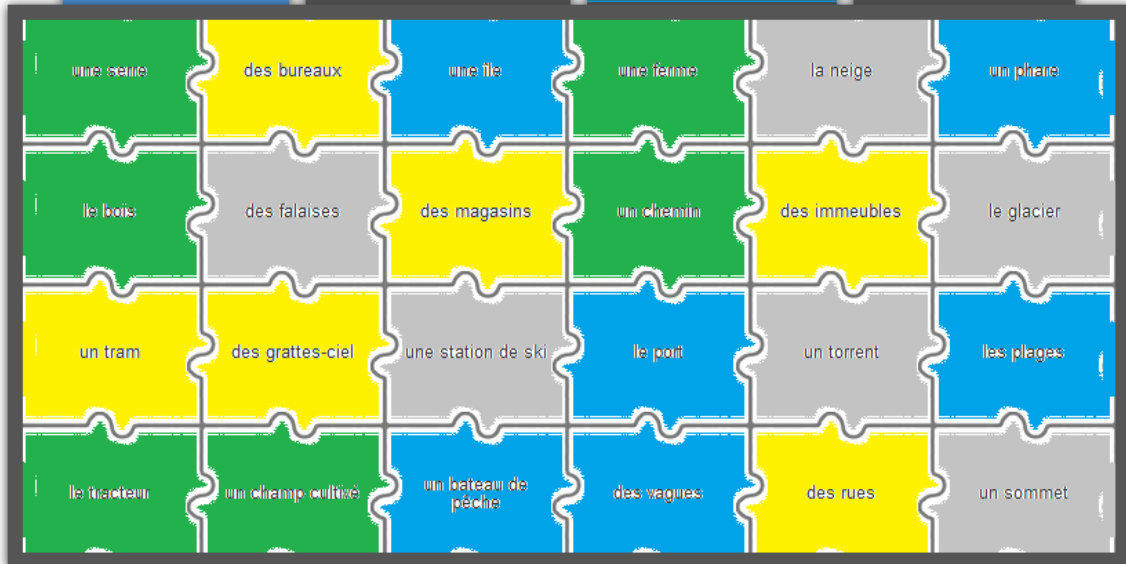 une serre
des bureaux
une île
une ferme
la neige
un phare
le bois
des falaises
des magasins
un chemin
des immeubles
le glacier
un tram
des grattes-ciel
une station de ski
le port
un torrent
les plages
le tracteur
un champ cultivé
un bateau de
pêche
des vagues
des rues
un sommet